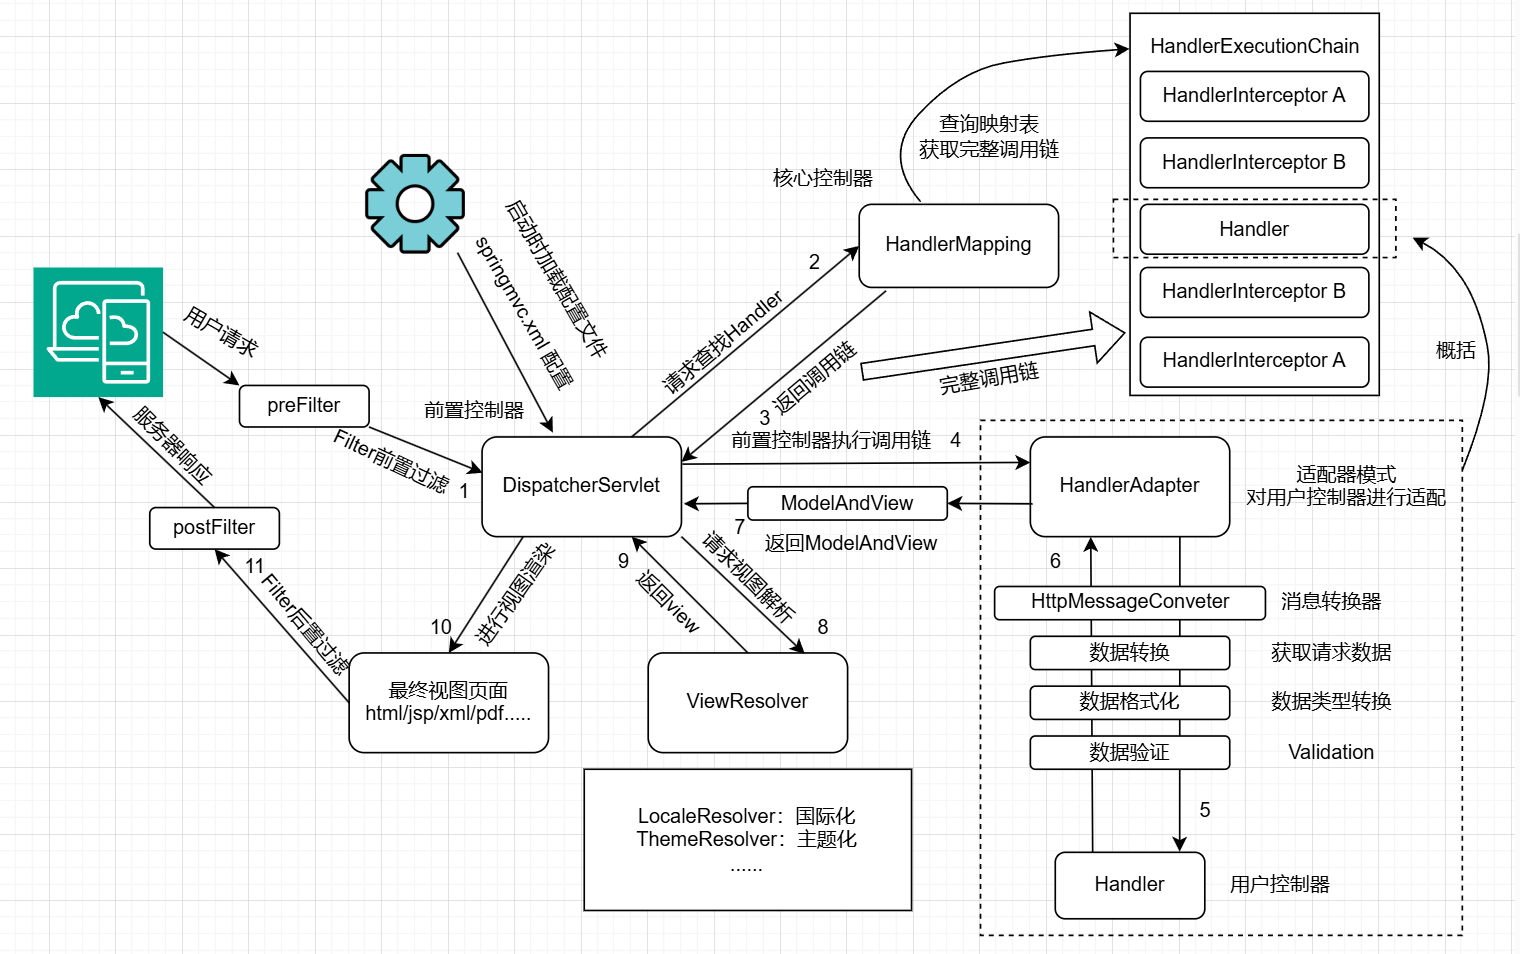 HandlerExecutionChain
HandlerInterceptor A
HandlerInterceptor B
Handler
HandlerInterceptor B
HandlerInterceptor A
查询映射表
获取完整调用链
核心控制器
HandlerMapping
2
请求查找Handler
返回调用链
3
完整调用链
概括
启动时加载配置文件
springmvc.xml 配置
用户请求
preFilter
Filter前置过滤
1
前置控制器
DispatcherServlet
前置控制器执行调用链
4
HandlerAdapter
适配器模式
对用户控制器进行适配
ModelAndView
7
返回ModelAndView
服务器响应
postFilter
11
Filter后置过滤
10
进行视图渲染
最终视图页面
html/jsp/xml/pdf.....
9
返回view
请求视图解析
8
ViewResolver
6
HttpMessageConveter
消息转换器
数据转换
获取请求数据
数据格式化
数据类型转换
数据验证
Validation
5
Handler
用户控制器
LocaleResolver：国际化
ThemeResolver：主题化
......